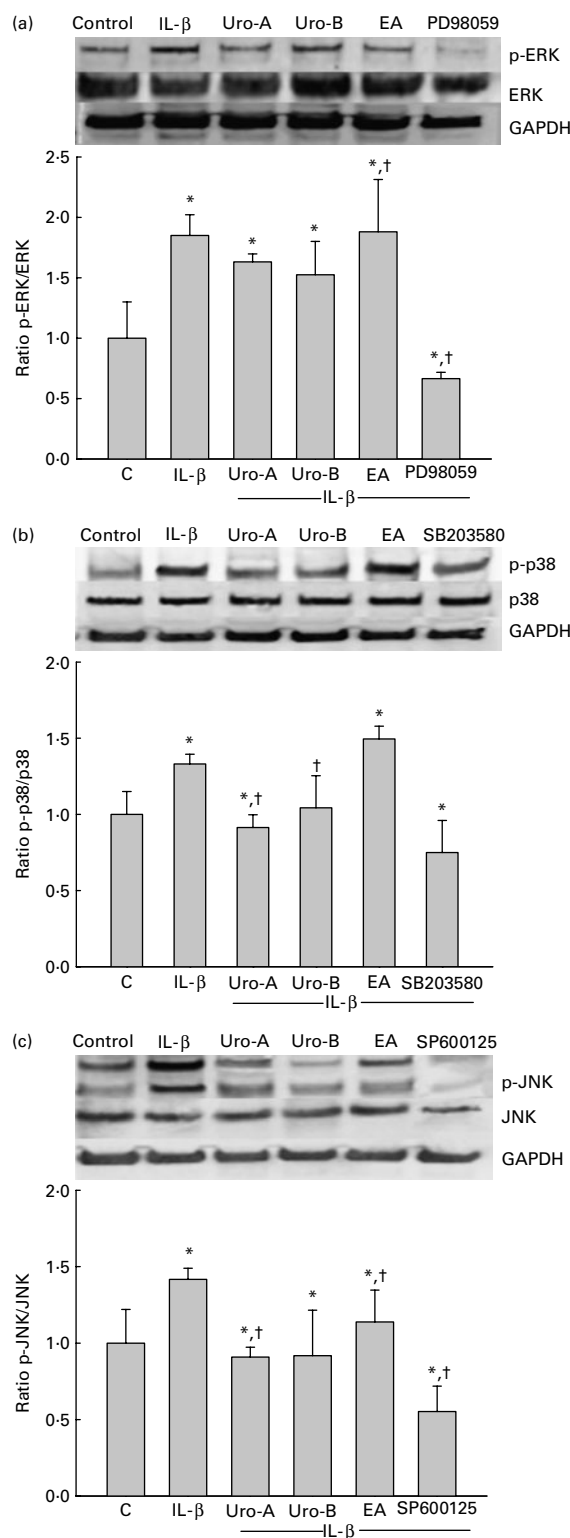 (a)
Control IL-β Uro-A Uro-B EA PD98059
p-ERK
ERK
GAPDH
2·5
2·0
1·5
1·0
0·5
0·0
Ratio p-ERK/ERK
* * * *,† *,†
C IL-β Uro-A Uro-B EA PD98059
IL-β
(b)
Control IL-β Uro-A Uro-B EA SB203580
p-p38
p38
GAPDH
2·0
1·5
1·0
0·5
0·0
Ratio p-p38/p38
* *,† † * *
C IL-β Uro-A Uro-B EA SB203580
IL-β
(c)
Control IL-β Uro-A Uro-B EA SP600125
p-JNK
JNK
GAPDH
2·0
1·5
1·0
0·5
0·0
Ratio p-JNK/JNK
* *,† * *,† *,†
C IL-β Uro-A Uro-B EA SP600125
IL-β